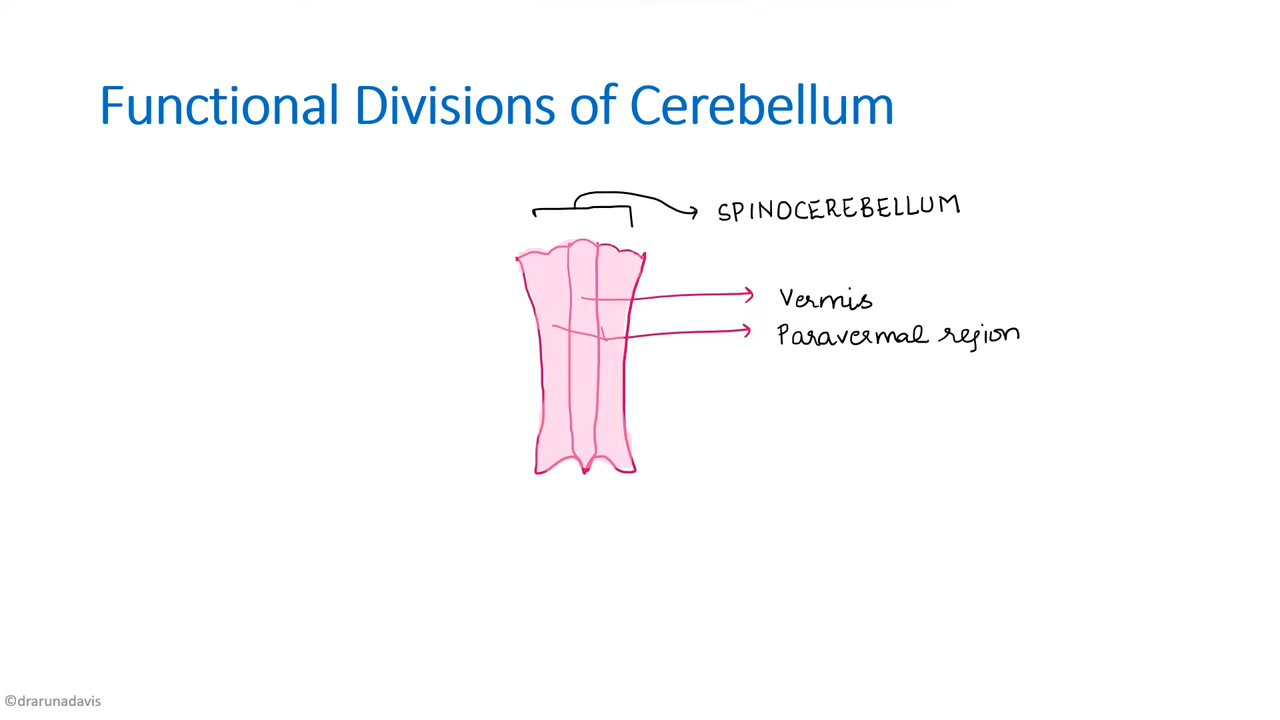 Functional Divisions of Cerebellum
SPINOCEREBELLUM
Vermis
Paravermal region
©drarunadavis